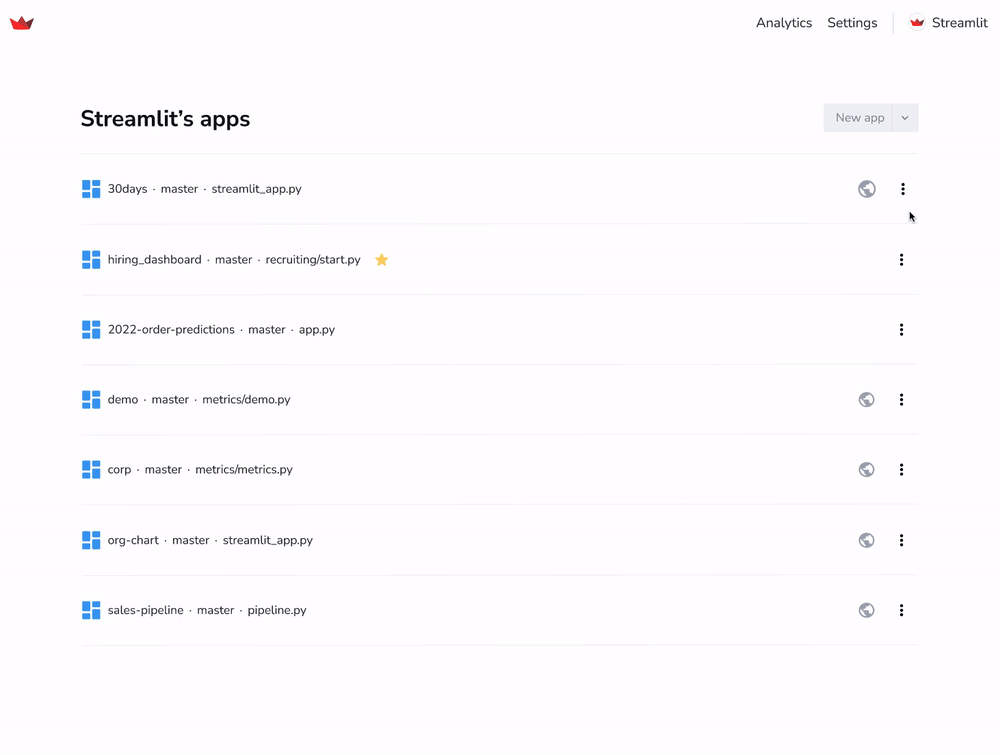 Analytics Settings Streamlit
Streamlit’s apps
New app
30days · master · streamlit_app.py
hiring_dashboard · master · recruiting/start.py
2022-order-predictions · master · app.py
demo · master · metrics/demo.py
corp · master · metrics/metrics.py
org-chart · master · streamlit_app.py
sales-pipeline · master · pipeline.py